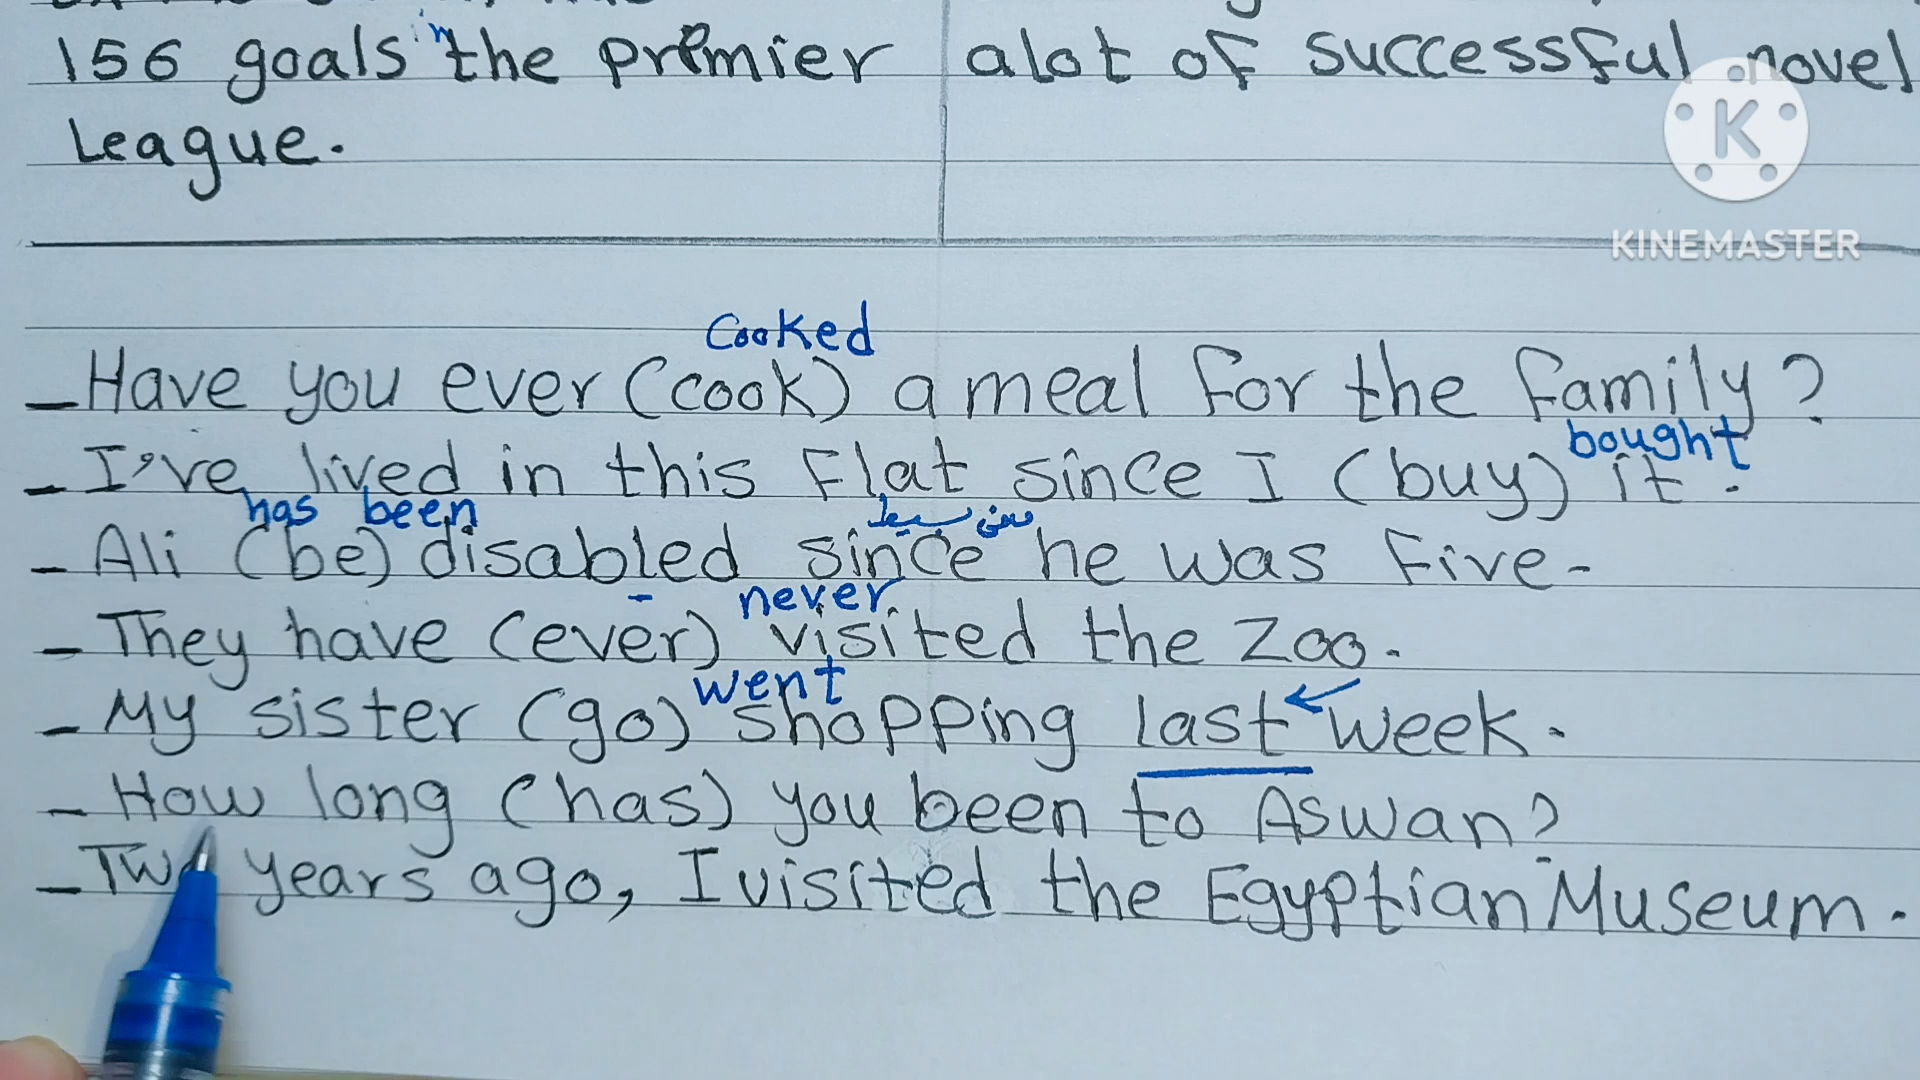 156 goals in the premier
League.
alot of successful novel
KINEMASTER
cooked
_ Have you ever (cook) a meal for the family?
bought
_ I've lived in this flat since I (buy) it.
has been
_ Ali (be) disabled since he was five.
never
_ They have (ever) visited the Zoo.
went
_ My sister (go) shopping last week.
_ How long (has) you been to Aswan?
_ Two years ago, I visited the Egyptian Museum.